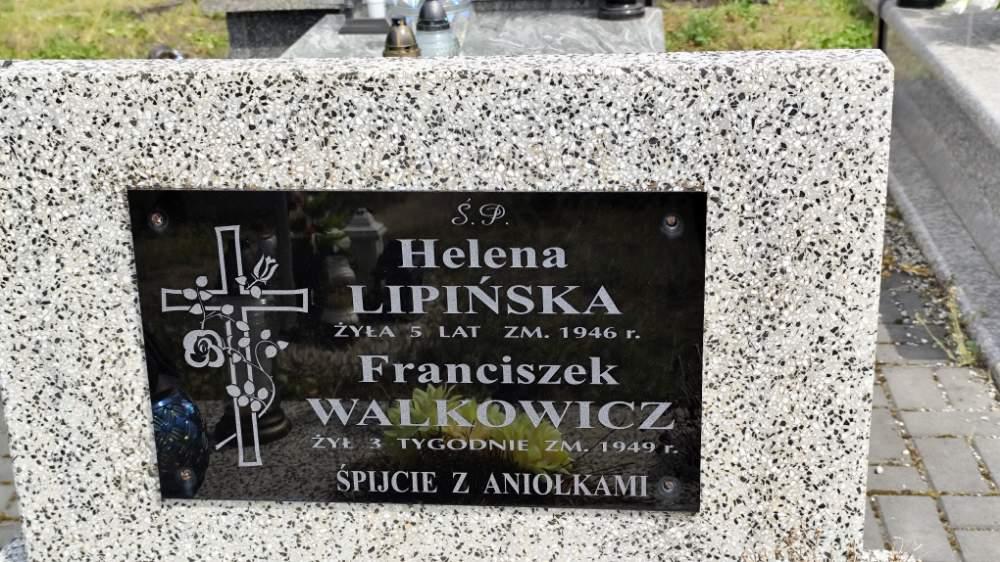 Ś.P.
Helena
LIPIŃSKA
ŻYŁA 5 LAT ZM. 1946 r.
Franciszek
WALKOWICZ
ŻYŁ 3 TYGODNIE ZM. 1949 r.
ŚPIJCIE Z ANIOŁKAMI